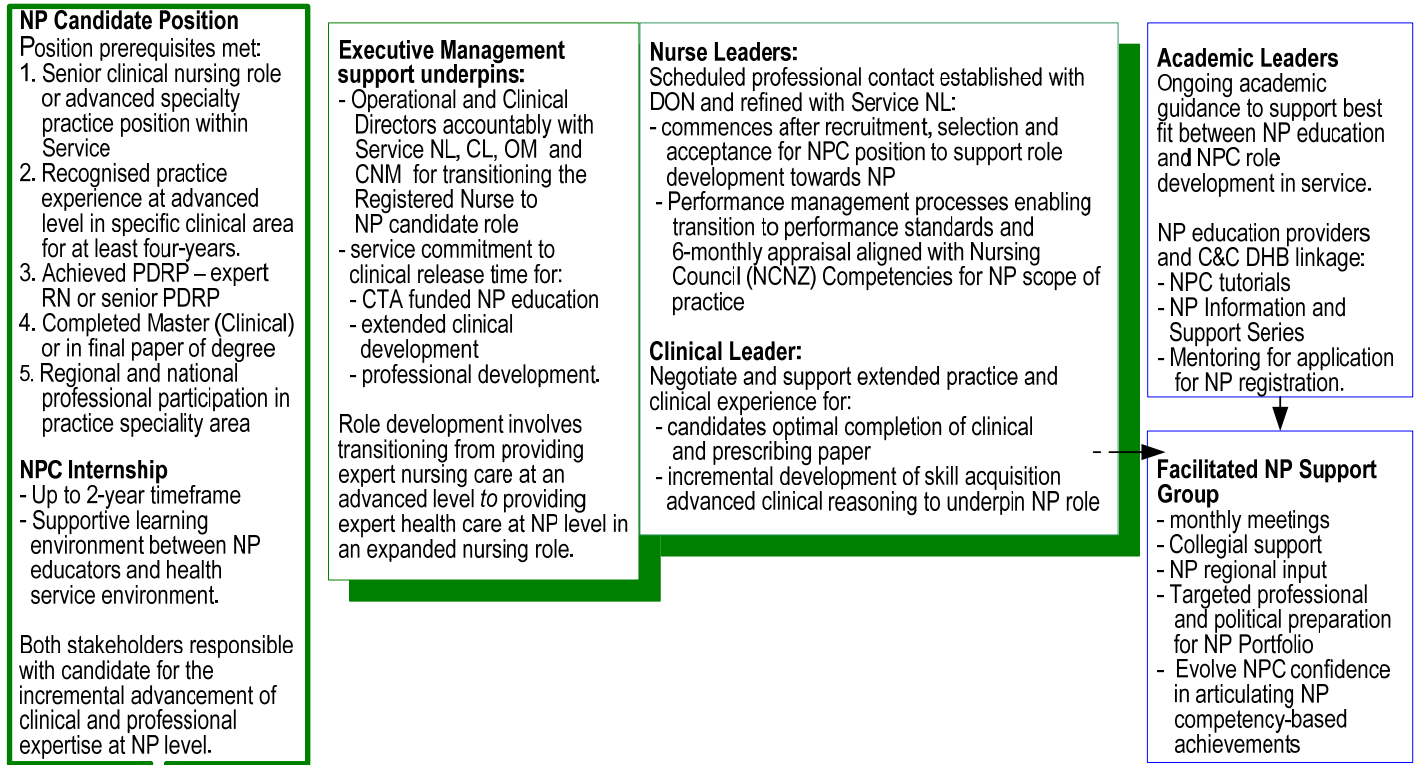 NP Candidate Position
Position prerequisites met:
1. Senior clinical nursing role
or advanced specialty
practice position within
Service
2. Recognised practice
experience at advanced
level in specific clinical area
for at least four-years.
3. Achieved PDRP – expert
RN or senior PDRP
4. Completed Master (Clinical)
or in final paper of degree
5. Regional and national
professional participation in
practice speciality area
NPC Internship
- Up to 2-year timeframe
- Supportive learning
environment between NP
educators and health
service environment.
Both stakeholders responsible
with candidate for the
incremental advancement of
clinical and professional
expertise at NP level.
Executive Management
support underpins:
- Operational and Clinical
Directors accountably with
Service NL, CL, OM and
CNM for transitioning the
Registered Nurse to
NP candidate role
- service commitment to
clinical release time for:
- CTA funded NP education
- extended clinical
development
- professional development.
Role development involves
transitioning from providing
expert nursing care at an
advanced level to providing
expert health care at NP level in
an expanded nursing role.
Nurse Leaders:
Scheduled professional contact established with
DON and refined with Service NL:
- commences after recruitment, selection and
acceptance for NPC position to support role
development towards NP
- Performance management processes enabling
transition to performance standards and
6-monthly appraisal aligned with Nursing
Council (NCNZ) Competencies for NP scope of
practice
Clinical Leader:
Negotiate and support extended practice and
clinical experience for:
- candidates optimal completion of clinical
and prescribing paper
- incremental development of skill acquisition
advanced clinical reasoning to underpin NP role
Academic Leaders
Ongoing academic
guidance to support best
fit between NP education
and NPC role
development in service.
NP education providers
and C&C DHB linkage:
- NPC tutorials
- NP Information and
Support Series
- Mentoring for application
for NP registration.
Facilitated NP Support
Group
- monthly meetings
- Collegial support
- NP regional input
- Targeted professional
and political preparation
for NP Portfolio
- Evolve NPC confidence
in articulating NP
competency-based
achievements